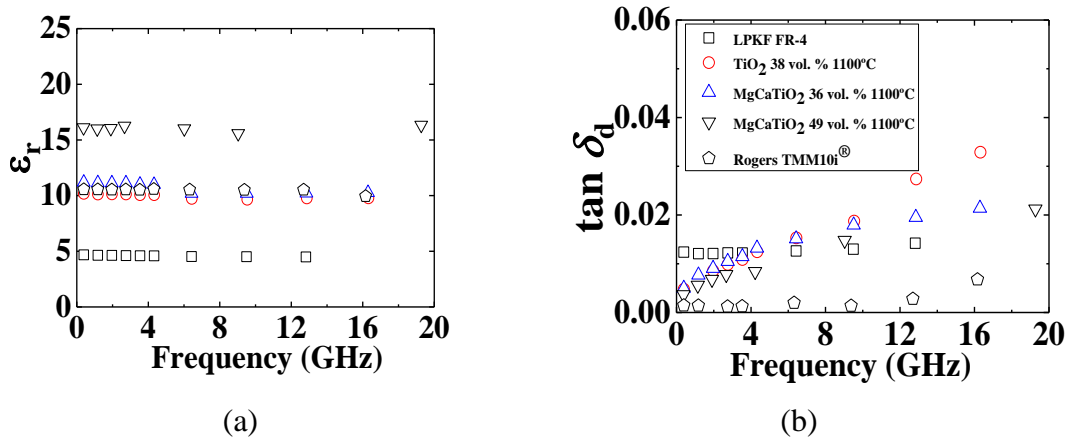 25
20
15
10
5
0
εr
0 4 8 12 16 20
Frequency (GHz)
(a)
0.06
0.04
0.02
0.00
tan δd
LPKF FR-4
TiO2 38 vol. % 1100ºC
MgCaTiO2 36 vol. % 1100ºC
MgCaTiO2 49 vol. % 1100ºC
Rogers TMM10i®
0 4 8 12 16 20
Frequency (GHz)
(b)